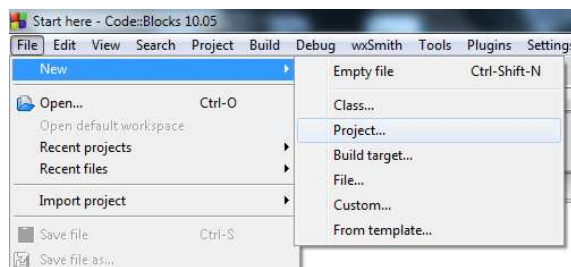 Start here - Code::Blocks 10.05
File Edit View Search Project Build Debug wxSmith Tools Plugins Setting
New
Empty file Ctrl-Shift-N
Open... Ctrl-O
Class...
Open default workspace
Project...
Recent projects
Build target...
Recent files
File...
Import project
Custom...
Save file Ctrl-S
From template...
Save file as...